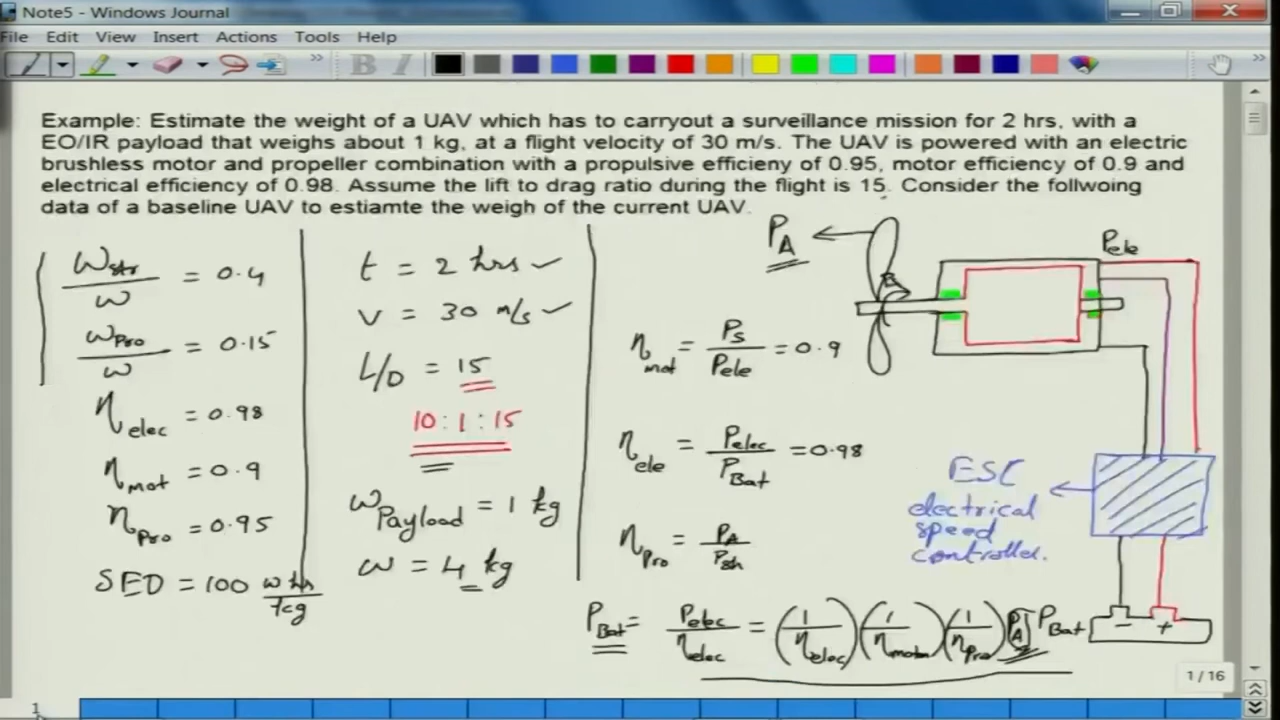 Note5 - Windows Journal
File Edit View Insert Actions Tools Help
Example: Estimate the weight of a UAV which has to carryout a surveillance mission for 2 hrs, with a
EO/IR payload that weighs about 1 kg, at a flight velocity of 30 m/s. The UAV is powered with an electric
brushless motor and propeller combination with a propulsive efficieny of 0.95, motor efficiency of 0.9 and
electrical efficiency of 0.98. Assume the lift to drag ratio during the flight is 15. Consider the follwoing
data of a baseline UAV to estiamte the weigh of the current UAV.
W_str/W = 0.4
W_Pro/W = 0.15
η_elec = 0.98
η_mot = 0.9
η_Pro = 0.95
SED = 100 w hr/kg
t = 2 hrs ✓
V = 30 m/s ✓
L/D = 15
10:1:15
W_Payload = 1 kg
W = 4 kg
P_A
P_ele
η_mot = P_s/P_ele = 0.9
η_ele = P_elec/P_Bat = 0.98
η_Pro = P_A/P_sh
ESC
electrical
speed
controller.
P_Bat = P_elec/η_elec = (1/η_elec)(1/η_motor)(1/η_Pro) P_A
P_Bat
- +
1 / 16
1